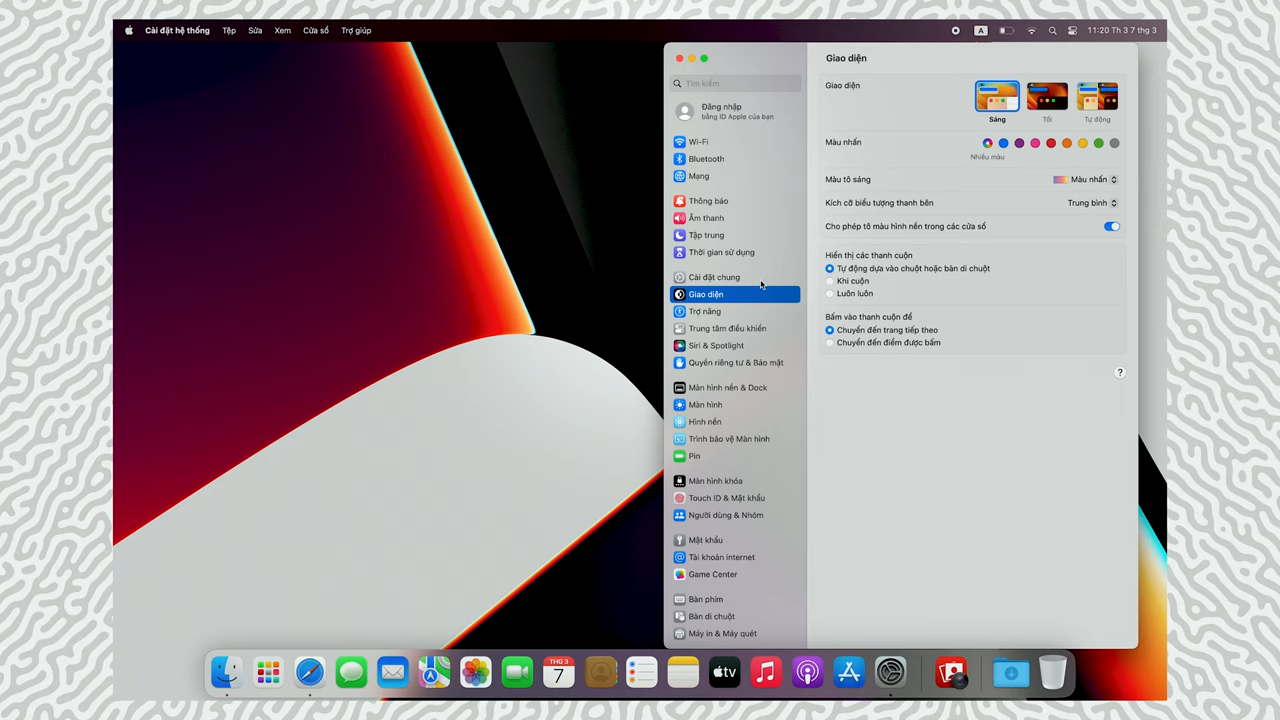 Cài đặt hệ thống Tệp Sửa Xem Cửa sổ Trợ giúp A 11:20 Th 3 7 thg 3
Tìm kiếm
Đăng nhập
bằng ID Apple của bạn
Wi-Fi
Bluetooth
Mạng
Thông báo
Âm thanh
Tập trung
Thời gian sử dụng
Cài đặt chung
Giao diện
Trợ năng
Trung tâm điều khiển
Siri & Spotlight
Quyền riêng tư & Bảo mật
Màn hình nền & Dock
Màn hình
Hình nền
Trình bảo vệ Màn hình
Pin
Màn hình khóa
Touch ID & Mật khẩu
Người dùng & Nhóm
Mật khẩu
Tài khoản internet
Game Center
Bàn phím
Bàn di chuột
Máy in & Máy quét
Giao diện
Giao diện
Sáng Tối Tự động
Màu nhấn
Nhiều màu
Màu tô sáng Màu nhấn
Kích cỡ biểu tượng thanh bên Trung bình
Cho phép tô màu hình nền trong các cửa sổ
Hiển thị các thanh cuộn
Tự động dựa vào chuột hoặc bàn di chuột
Khi cuộn
Luôn luôn
Bấm vào thanh cuộn để
Chuyển đến trang tiếp theo
Chuyển đến điểm được bấm
?
THG 3
7
tv